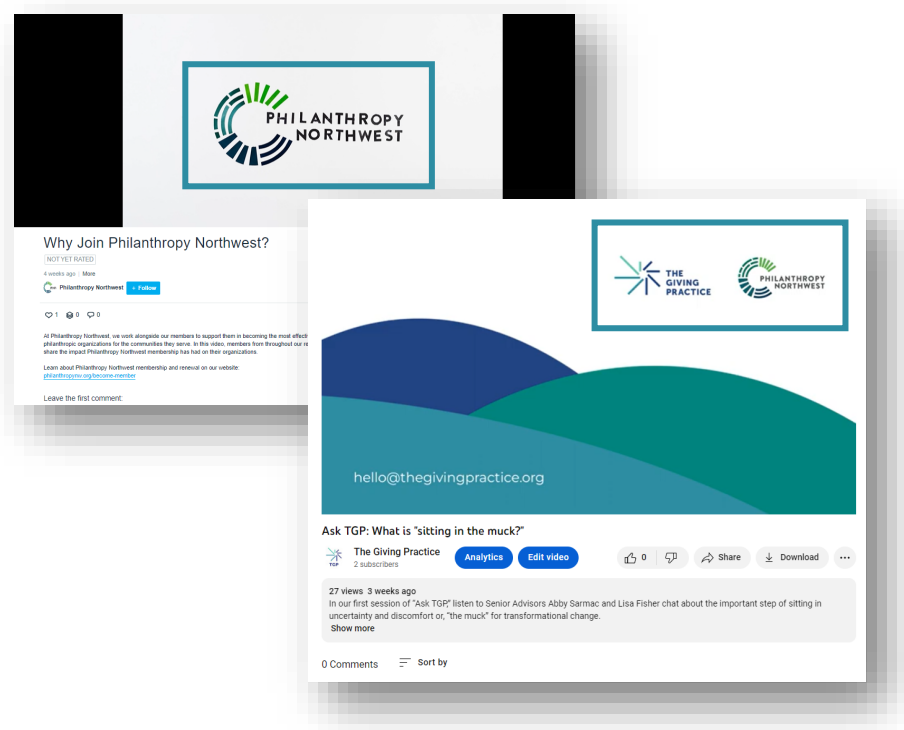 PHILANTHROPY
NORTHWEST
Why Join Philanthropy Northwest?
NOT YET RATED
4 weeks ago | More
Philanthropy Northwest + Follow
1 0 0
At Philanthropy Northwest, we work alongside our members to support them in becoming the most effecti
philanthropic organizations for the communities they serve. In this video, members from throughout our re
share the impact Philanthropy Northwest membership has had on their organizations.
Learn about Philanthropy Northwest membership and renewal on our website:
philanthropynw.org/become-member
Leave the first comment:
THE
GIVING
PRACTICE
PHILANTHROPY
NORTHWEST
hello@thegivingpractice.org
Ask TGP: What is "sitting in the muck?"
TGP
The Giving Practice
2 subscribers
Analytics Edit video 0 Share Download ...
27 views 3 weeks ago
In our first session of "Ask TGP," listen to Senior Advisors Abby Sarmac and Lisa Fisher chat about the important step of sitting in
uncertainty and discomfort or, "the muck" for transformational change.
Show more
0 Comments Sort by